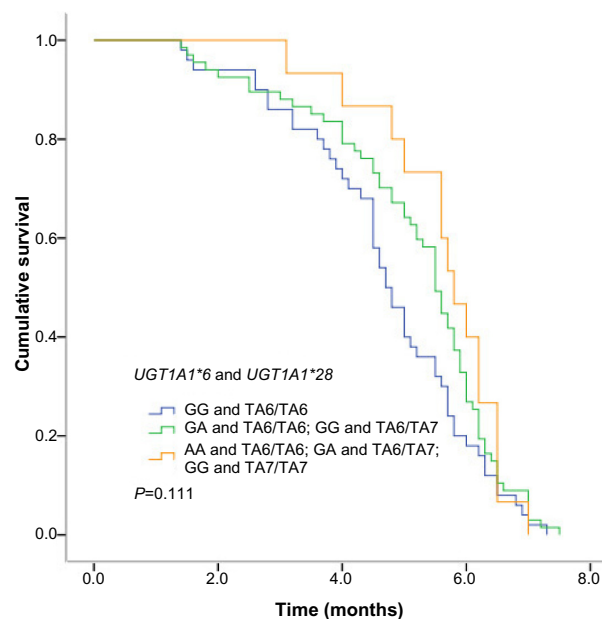 1.0
0.8
0.6
0.4
0.2
0.0
Cumulative survival
UGT1A1*6 and UGT1A1*28
GG and TA6/TA6
GA and TA6/TA6; GG and TA6/TA7
AA and TA6/TA6; GA and TA6/TA7;
GG and TA7/TA7
P=0.111
0.0 2.0 4.0 6.0 8.0
Time (months)